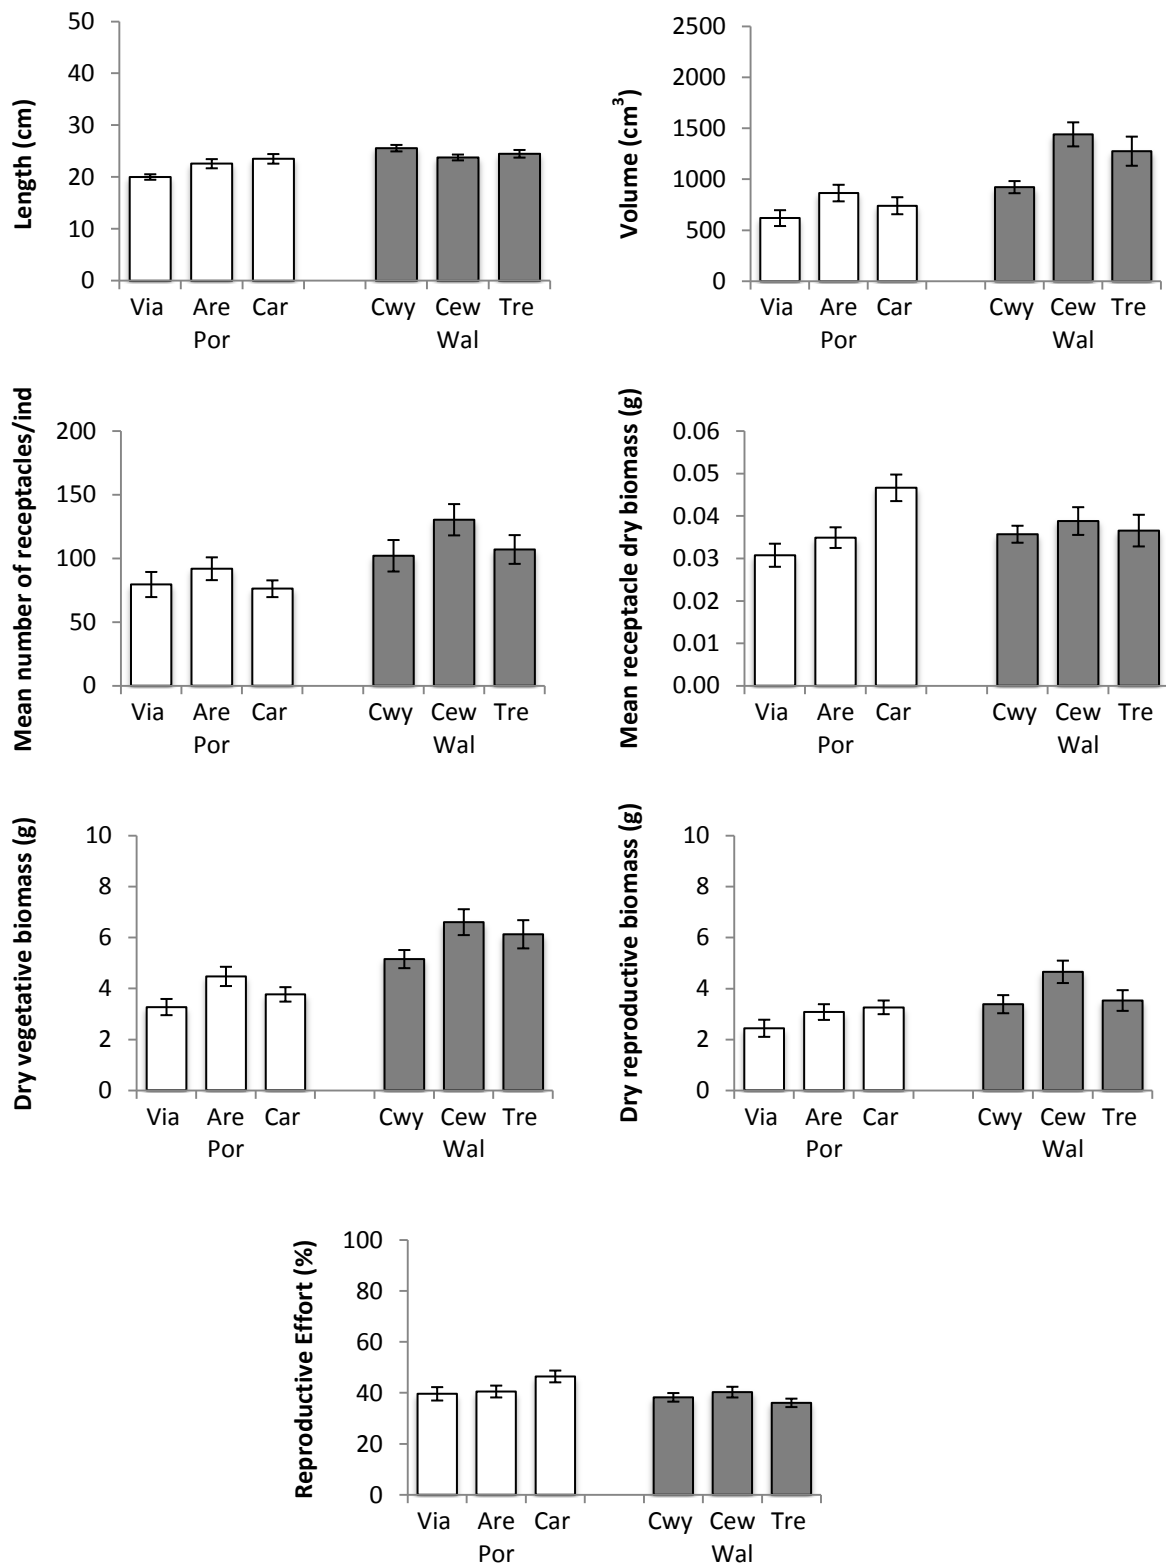 Length (cm)
50
40
30
20
10
0
Via Are Car Cwy Cew Tre
Por Wal
Volume (cm³)
2500
2000
1500
1000
500
0
Via Are Car Cwy Cew Tre
Por Wal
Mean number of receptacles/ind
200
150
100
50
0
Via Are Car Cwy Cew Tre
Por Wal
Mean receptacle dry biomass (g)
0.06
0.05
0.04
0.03
0.02
0.01
0.00
Via Are Car Cwy Cew Tre
Por Wal
Dry vegetative biomass (g)
10
8
6
4
2
0
Via Are Car Cwy Cew Tre
Por Wal
Dry reproductive biomass (g)
10
8
6
4
2
0
Via Are Car Cwy Cew Tre
Por Wal
Reproductive Effort (%)
100
80
60
40
20
0
Via Are Car Cwy Cew Tre
Por Wal